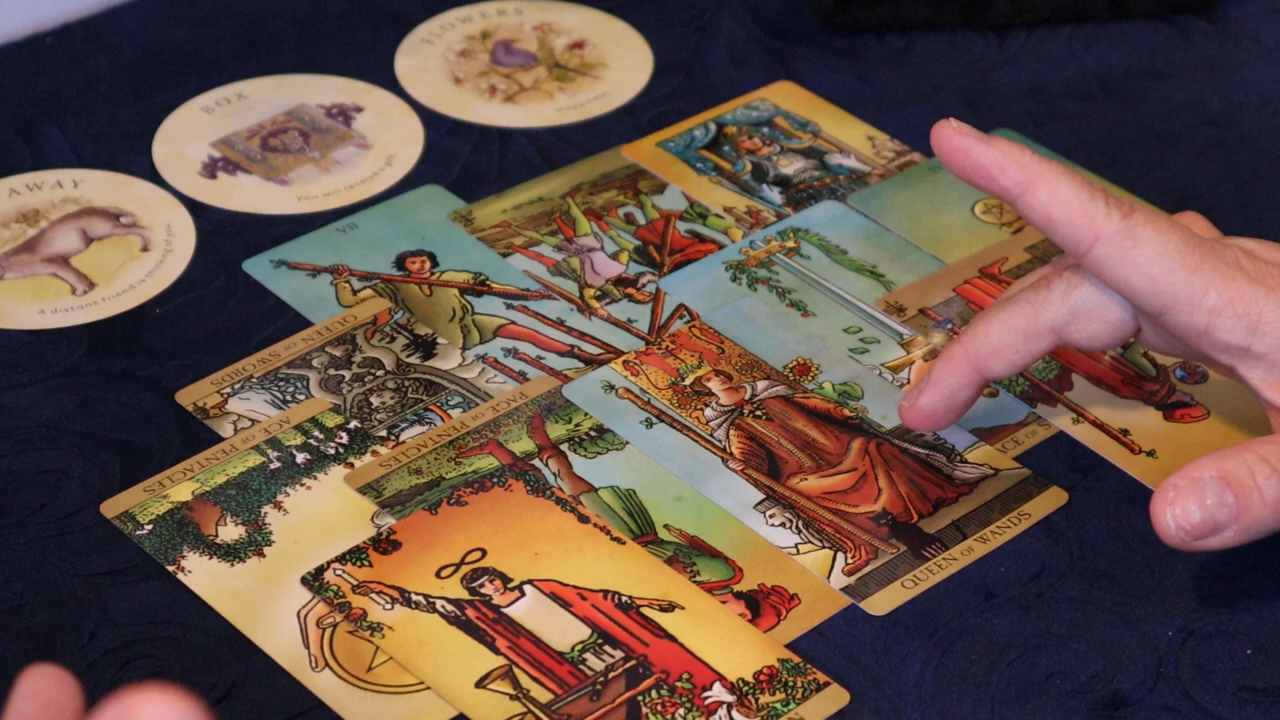 FLOWERS
Happiness
BOX
You will receive a gift.
AWAY
A distant friend is thinking of you.
VII
QUEEN OF SWORDS
ACE OF PENTACLES
PAGE OF PENTACLES
QUEEN OF WANDS